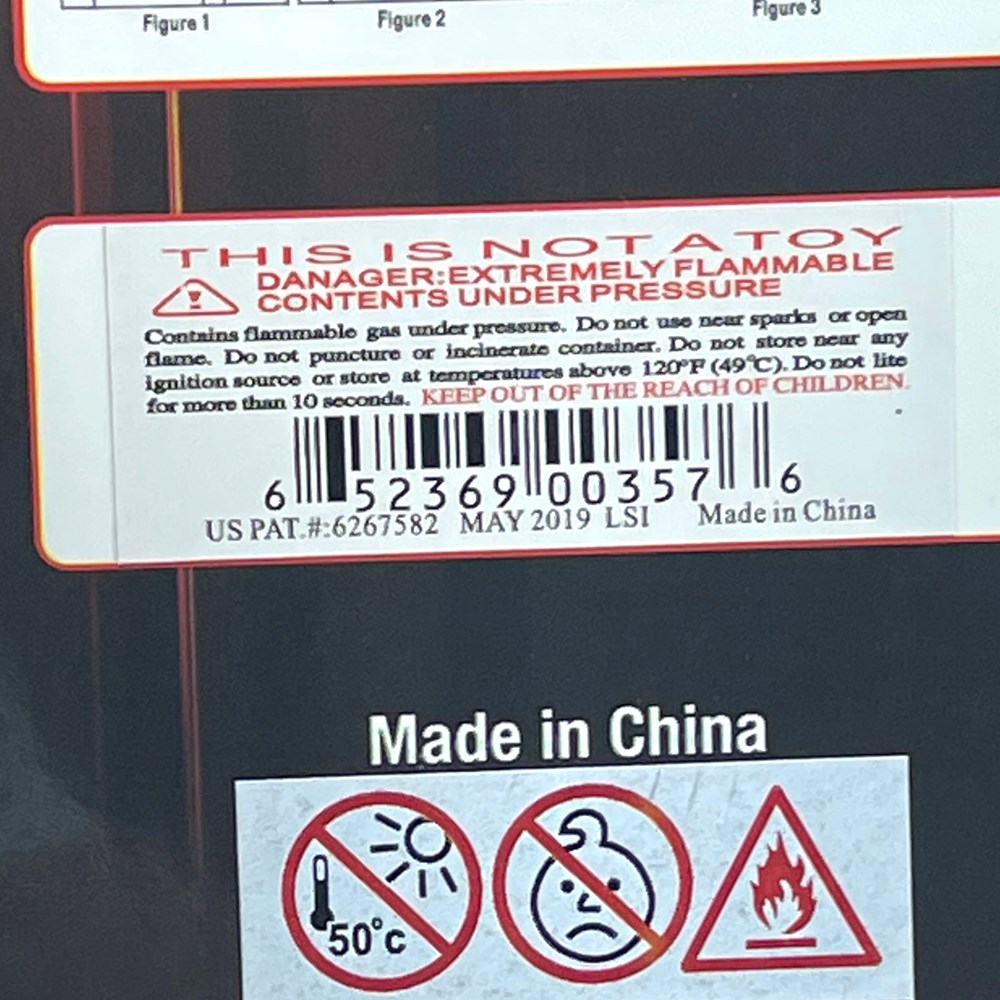 Figure 1
Figure 2
Figure 3
THIS IS NOT A TOY
DANAGER:EXTREMELY FLAMMABLE
CONTENTS UNDER PRESSURE
Contains flammable gas under pressure. Do not use near sparks or open
flame. Do not puncture or incinerate container. Do not store near any
ignition source or store at temperatures above 120°F (49°C). Do not lite
for more than 10 seconds. KEEP OUT OF THE REACH OF CHILDREN.
6 52369 00357 6
US PAT.#:6267582 MAY 2019 LSI Made in China
Made in China
50°c